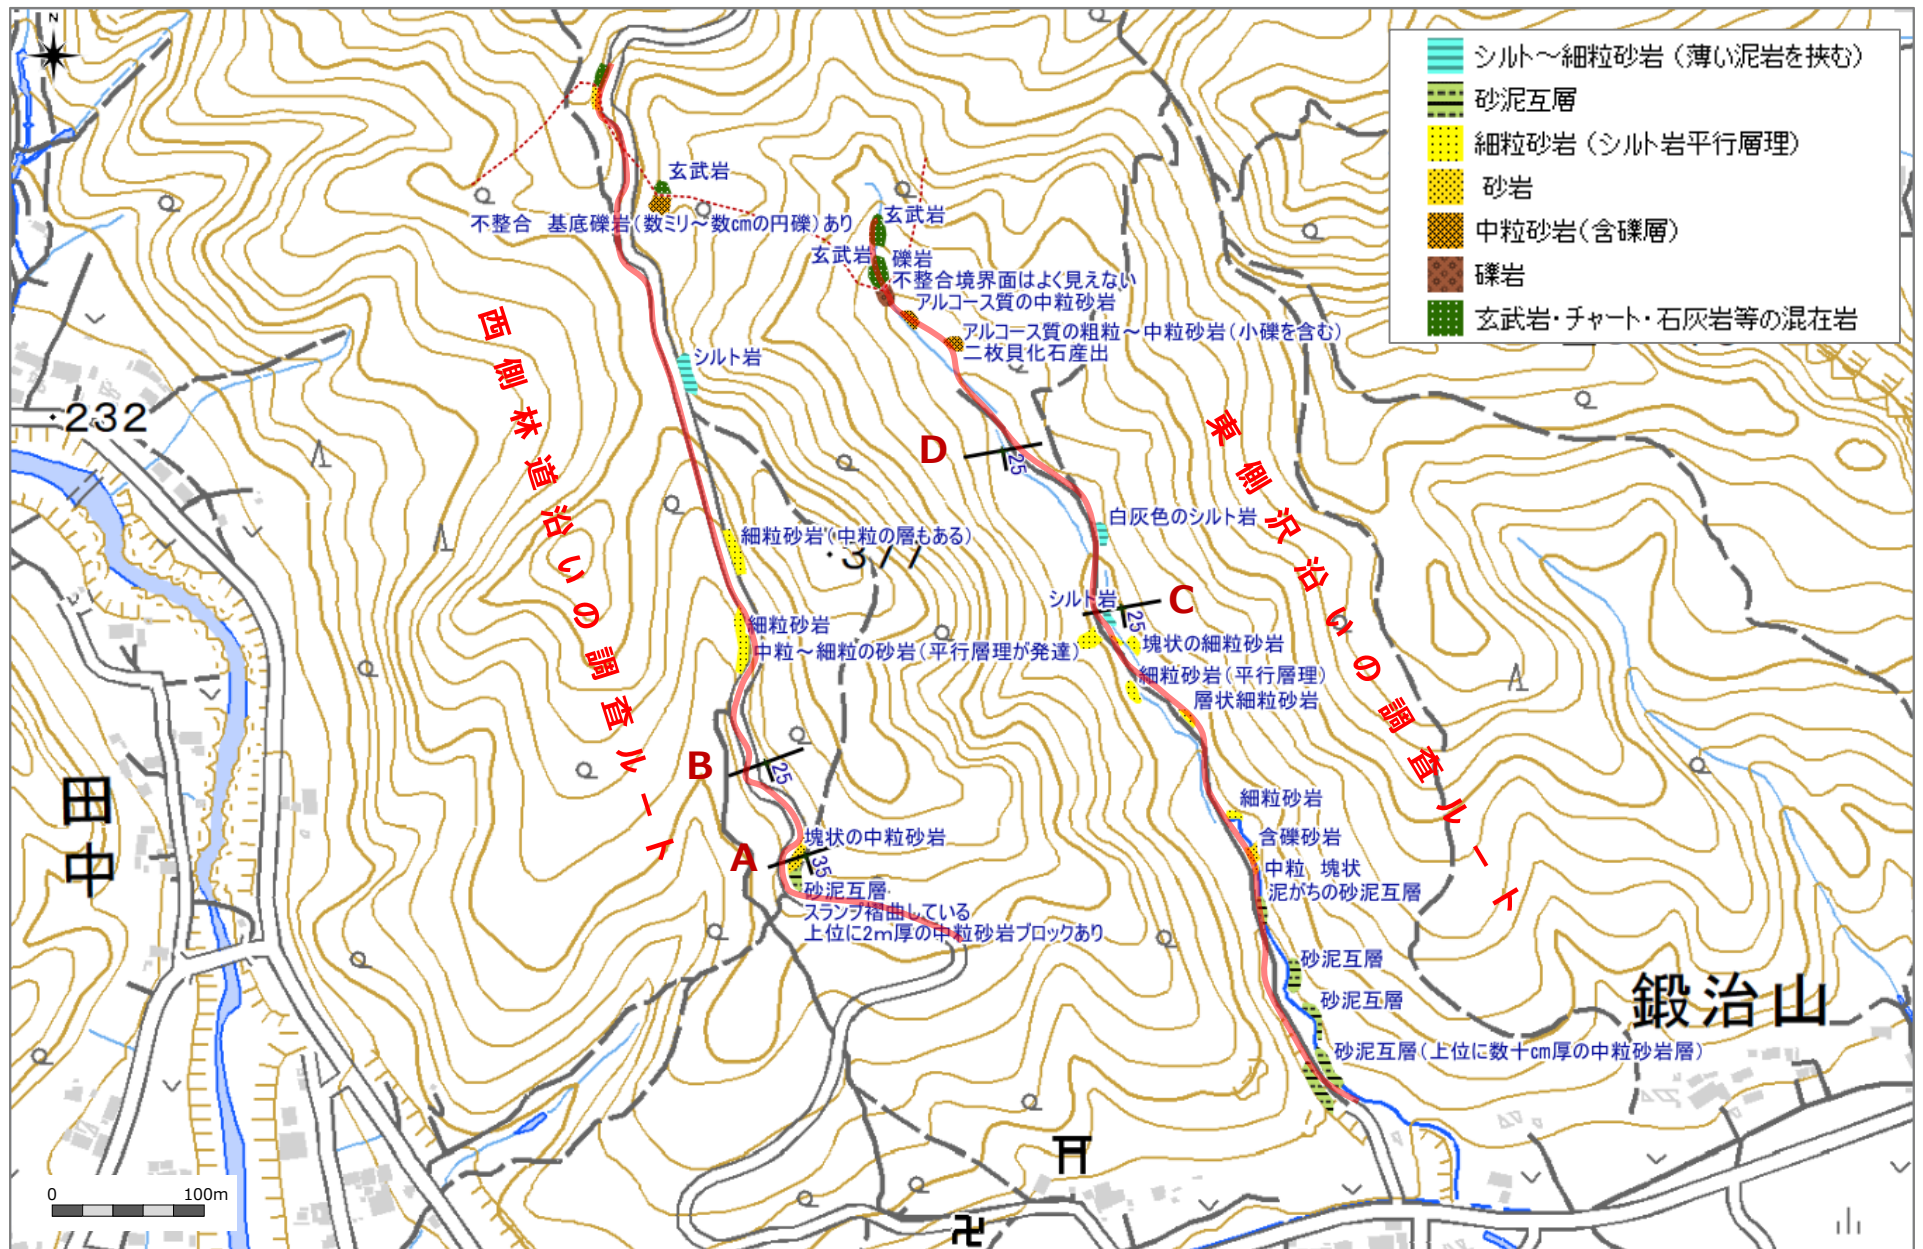 N
シルト～細粒砂岩（薄い泥岩を挟む）
砂泥互層
細粒砂岩（シルト岩平行層理）
砂岩
中粒砂岩(含礫層)
礫岩
玄武岩・チャート・石灰岩等の混在岩
玄武岩
不整合　基底礫岩(数ミリ～数cmの円礫)あり
玄武岩
玄武岩
礫岩
不整合境界面はよく見えない
アルコース質の中粒砂岩
アルコース質の粗粒～中粒砂岩(小礫を含む)
二枚貝化石産出
西側林道沿いの調査ルート
シルト岩
・232
東側沢沿いの調査ルート
D
25
細粒砂岩(中粒の層もある)
・377
白灰色のシルト岩
シルト岩
C
25
細粒砂岩
中粒～細粒の砂岩(平行層理が発達)
塊状の細粒砂岩
細粒砂岩(平行層理)
層状細粒砂岩
B
25
田中
細粒砂岩
塊状の中粒砂岩
含礫砂岩
A
35
中粒　塊状
砂泥互層
泥がちの砂泥互層
スランプ褶曲している
上位に2m厚の中粒砂岩ブロックあり
砂泥互層
砂泥互層
鍛治山
砂泥互層(上位に数十cm厚の中粒砂岩層)
0
100m